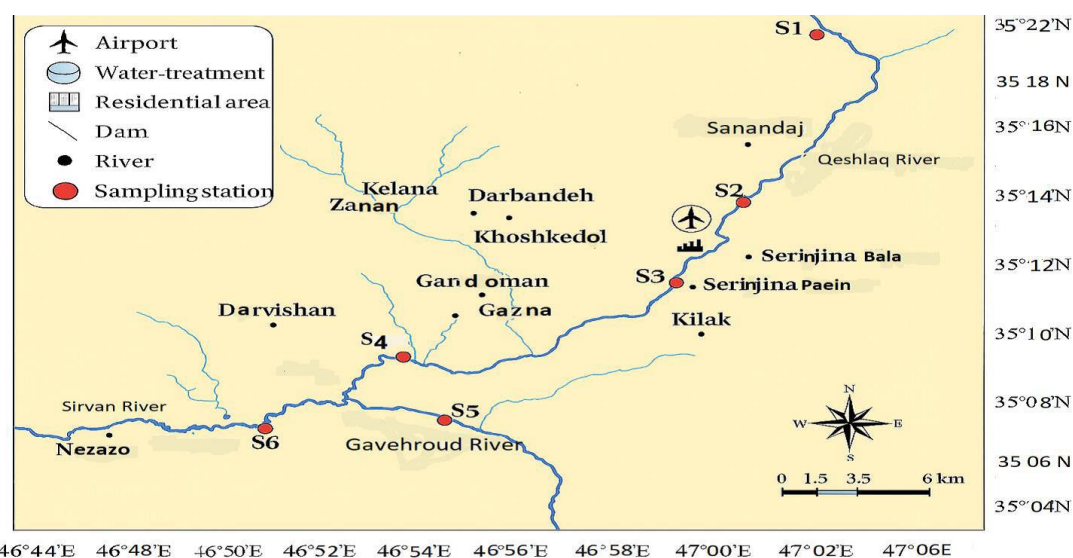 Airport
Water-treatment
Residential area
Dam
River
Sampling station
S1
Sanandaj
Qeshlaq River
S2
Kelana
Zanan
Darbandeh
Khoshkedol
Serinjina Bala
S3
Serinjina Paein
Gand oman
Gazna
Darvishan
Kilak
S4
S5
Sirvan River
S6
Gavehroud River
Nezazo
N
W
E
S
0 1.5 3.5 6 km
35°22'N
35 18 N
35°16'N
35°14'N
35°12'N
35°10'N
35°08'N
35 06 N
35°04'N
46°44'E 46°48'E 46°50'E 46°52'E 46°54'E 46°56'E 46°58'E 47°00'E 47°02'E 47°06'E